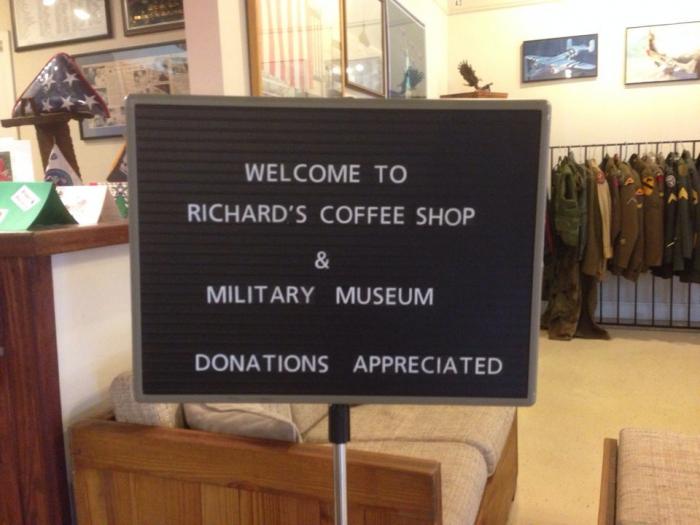 WELCOME TO
RICHARD'S COFFEE SHOP
&
MILITARY MUSEUM
DONATIONS APPRECIATED